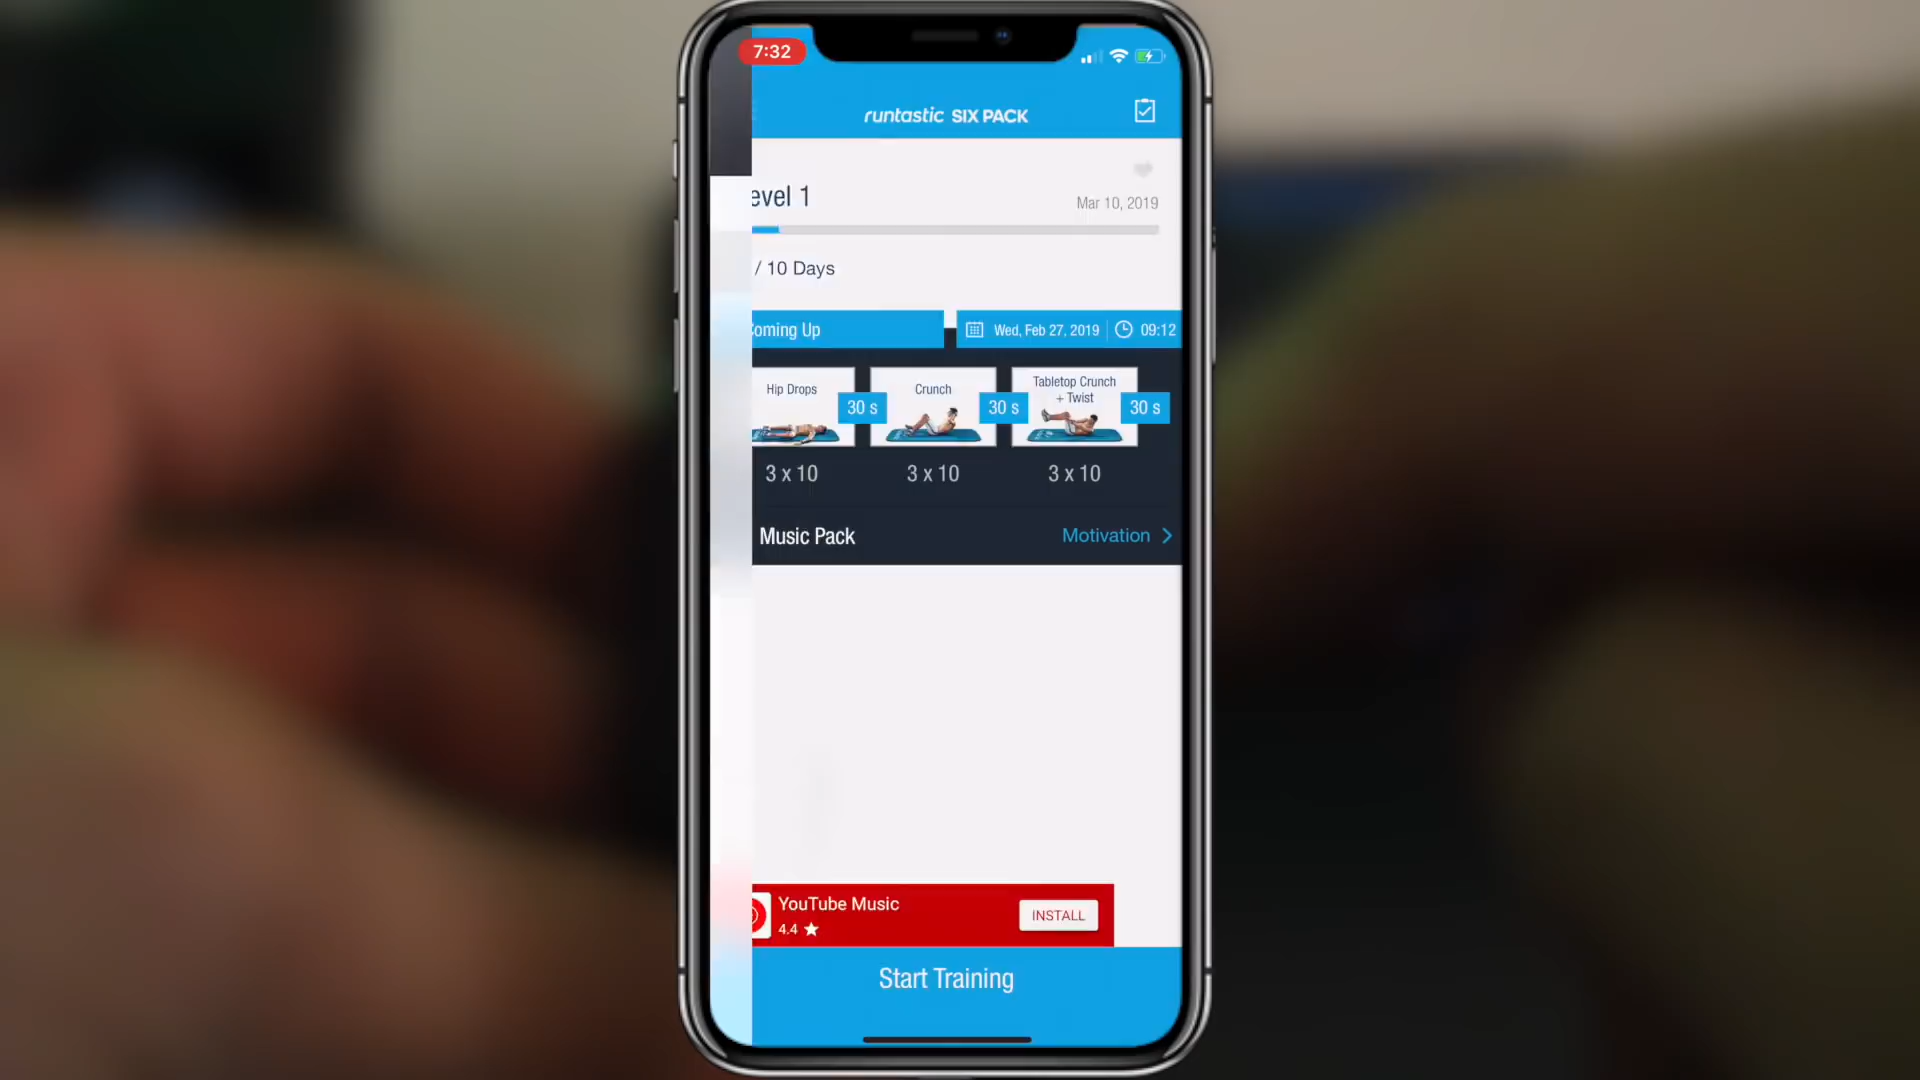 7:32
runtastic SIX PACK
evel 1
Mar 10, 2019
/ 10 Days
Coming Up
Wed, Feb 27, 2019
09:12
Hip Drops
30 s
Crunch
30 s
Tabletop Crunch
+ Twist
30 s
3 x 10
3 x 10
3 x 10
Music Pack
Motivation
YouTube Music
4.4
INSTALL
Start Training